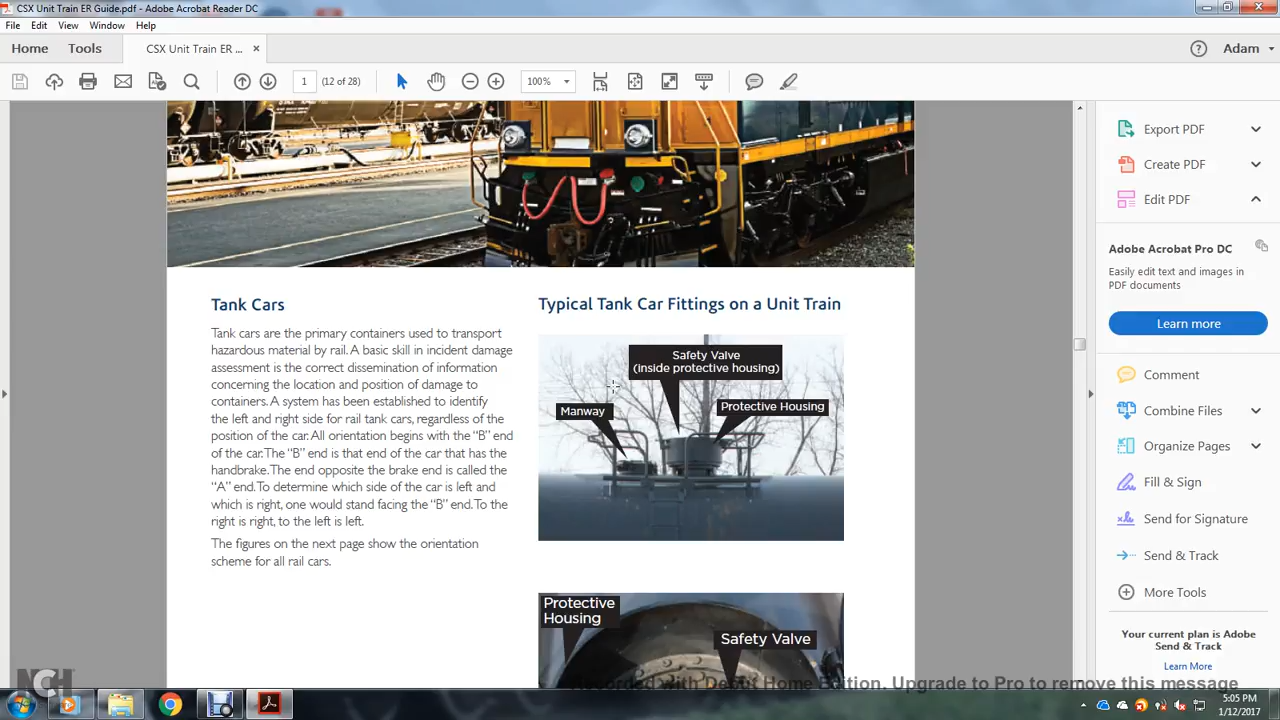 CSX Unit Train ER Guide.pdf - Adobe Acrobat Reader DC
File Edit View Window Help
Home Tools CSX Unit Train ER ... × Adam
1 (12 of 28) 100%
Export PDF
Create PDF
Edit PDF
Adobe Acrobat Pro DC
Easily edit text and images in
PDF documents
Learn more
Comment
Combine Files
Organize Pages
Fill & Sign
Send for Signature
Send & Track
More Tools
Your current plan is Adobe
Send & Track
Learn More
Tank Cars
Tank cars are the primary containers used to transport
hazardous material by rail. A basic skill in incident damage
assessment is the correct dissemination of information
concerning the location and position of damage to
containers. A system has been established to identify
the left and right side for rail tank cars, regardless of the
position of the car. All orientation begins with the “B” end
of the car. The “B” end is that end of the car that has the
handbrake. The end opposite the brake end is called the
“A” end. To determine which side of the car is left and
which is right, one would stand facing the “B” end. To the
right is right, to the left is left.
The figures on the next page show the orientation
scheme for all rail cars.
Typical Tank Car Fittings on a Unit Train
Safety Valve
(inside protective housing)
Manway
Protective Housing
Protective
Housing
Safety Valve
NCH
Recorded with Debut Home Edition. Upgrade to Pro to remove this message
5:05 PM
1/12/2017